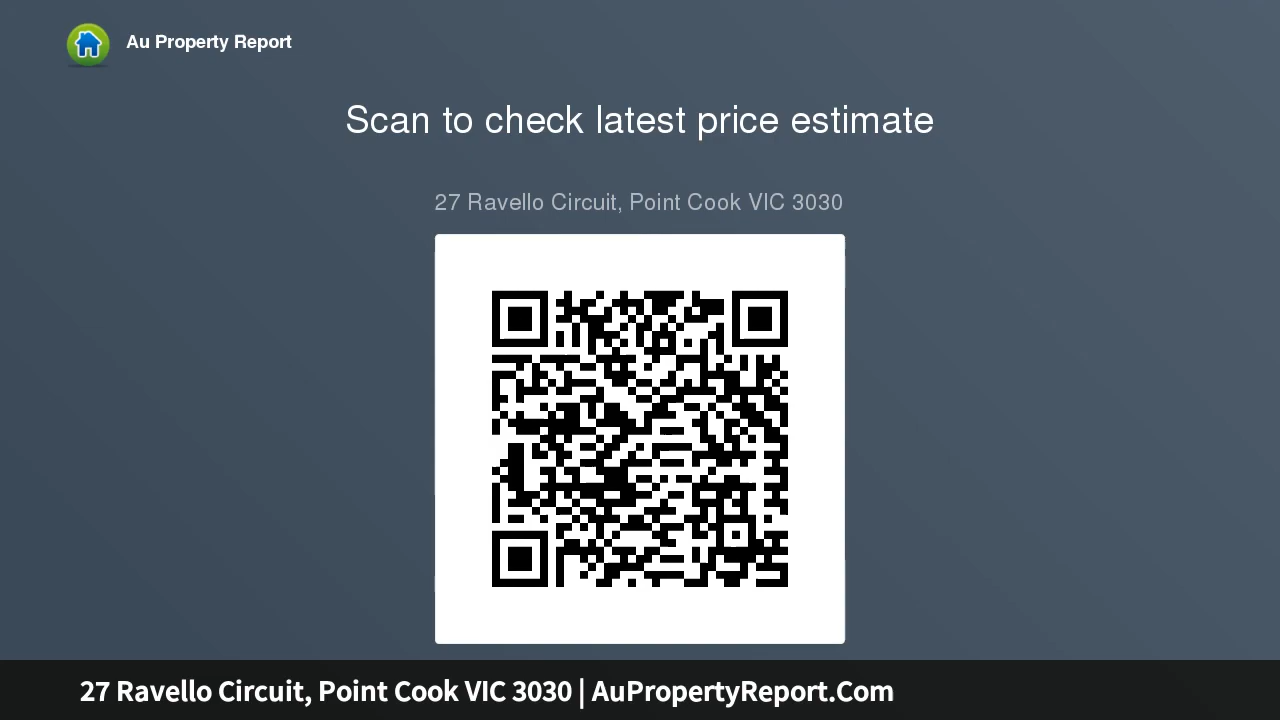 Au Property Report
Scan to check latest price estimate
27 Ravello Circuit, Point Cook VIC 3030
27 Ravello Circuit, Point Cook VIC 3030 | AuPropertyReport.Com